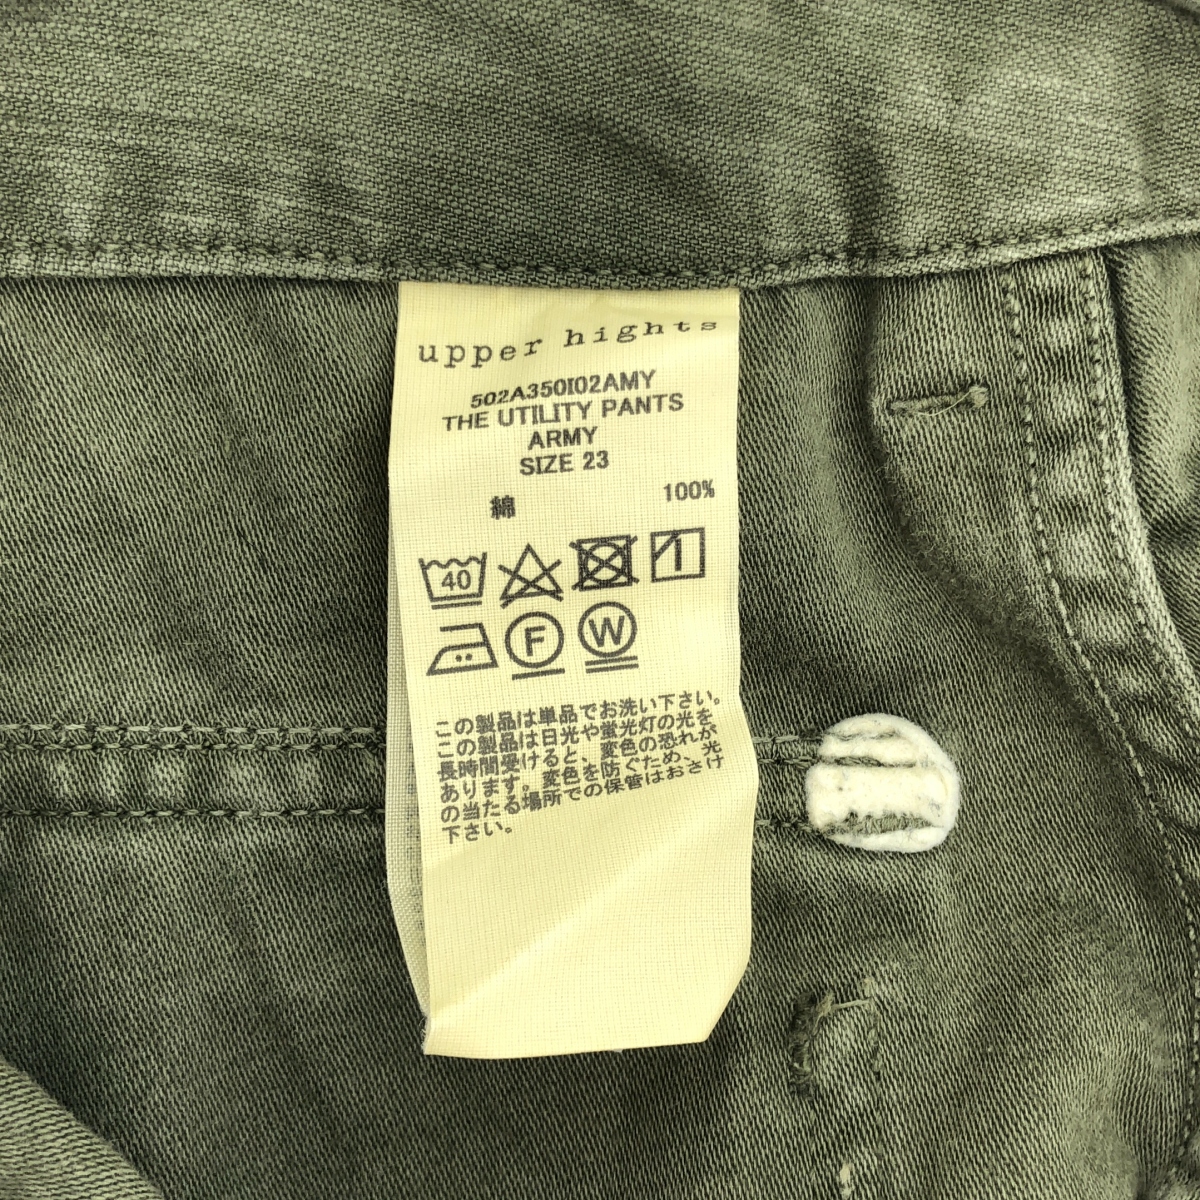 upper hights
502A350I02AMY
THE UTILITY PANTS
ARMY
SIZE 23
綿 100%
40
F W
この製品は単品でお洗い下さい。
この製品は日光や蛍光灯の光を
長時間受けると、変色の恐れが
あります。変色を防ぐため、光
の当たる場所での保管はおさけ
下さい。